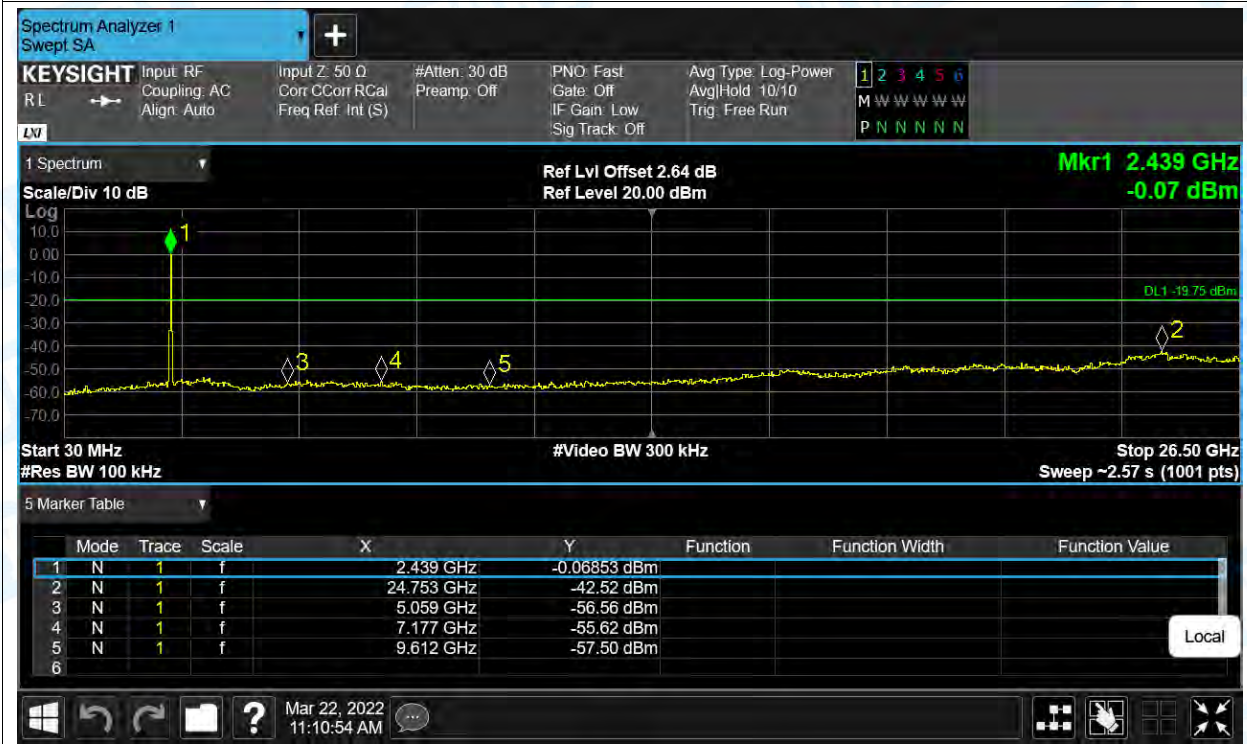 Spectrum Analyzer 1
Swept SA
+
KEYSIGHT
R L
LXI
Input: RF
Coupling: AC
Align: Auto
Input Z: 50 Ω
Corr CCorr RCal
Freq Ref: Int (S)
#Atten: 30 dB
Preamp: Off
PNO: Fast
Gate: Off
IF Gain: Low
Sig Track: Off
Avg Type: Log-Power
Avg|Hold: 10/10
Trig: Free Run
1 2 3 4 5 6
M W W W W W
P N N N N N
1 Spectrum
Scale/Div 10 dB
Ref Lvl Offset 2.64 dB
Ref Level 20.00 dBm
Mkr1 2.439 GHz
-0.07 dBm
Log
10.0
0.00
-10.0
-20.0
-30.0
-40.0
-50.0
-60.0
-70.0
1
DL1 -19.75 dBm
2
3
4
5
Start 30 MHz
#Res BW 100 kHz
#Video BW 300 kHz
Stop 26.50 GHz
Sweep ~2.57 s (1001 pts)
5 Marker Table
Mode Trace Scale X Y Function Function Width Function Value
1 N 1 f 2.439 GHz -0.06853 dBm
2 N 1 f 24.753 GHz -42.52 dBm
3 N 1 f 5.059 GHz -56.56 dBm
4 N 1 f 7.177 GHz -55.62 dBm
5 N 1 f 9.612 GHz -57.50 dBm
6
Local
?
Mar 22, 2022
11:10:54 AM